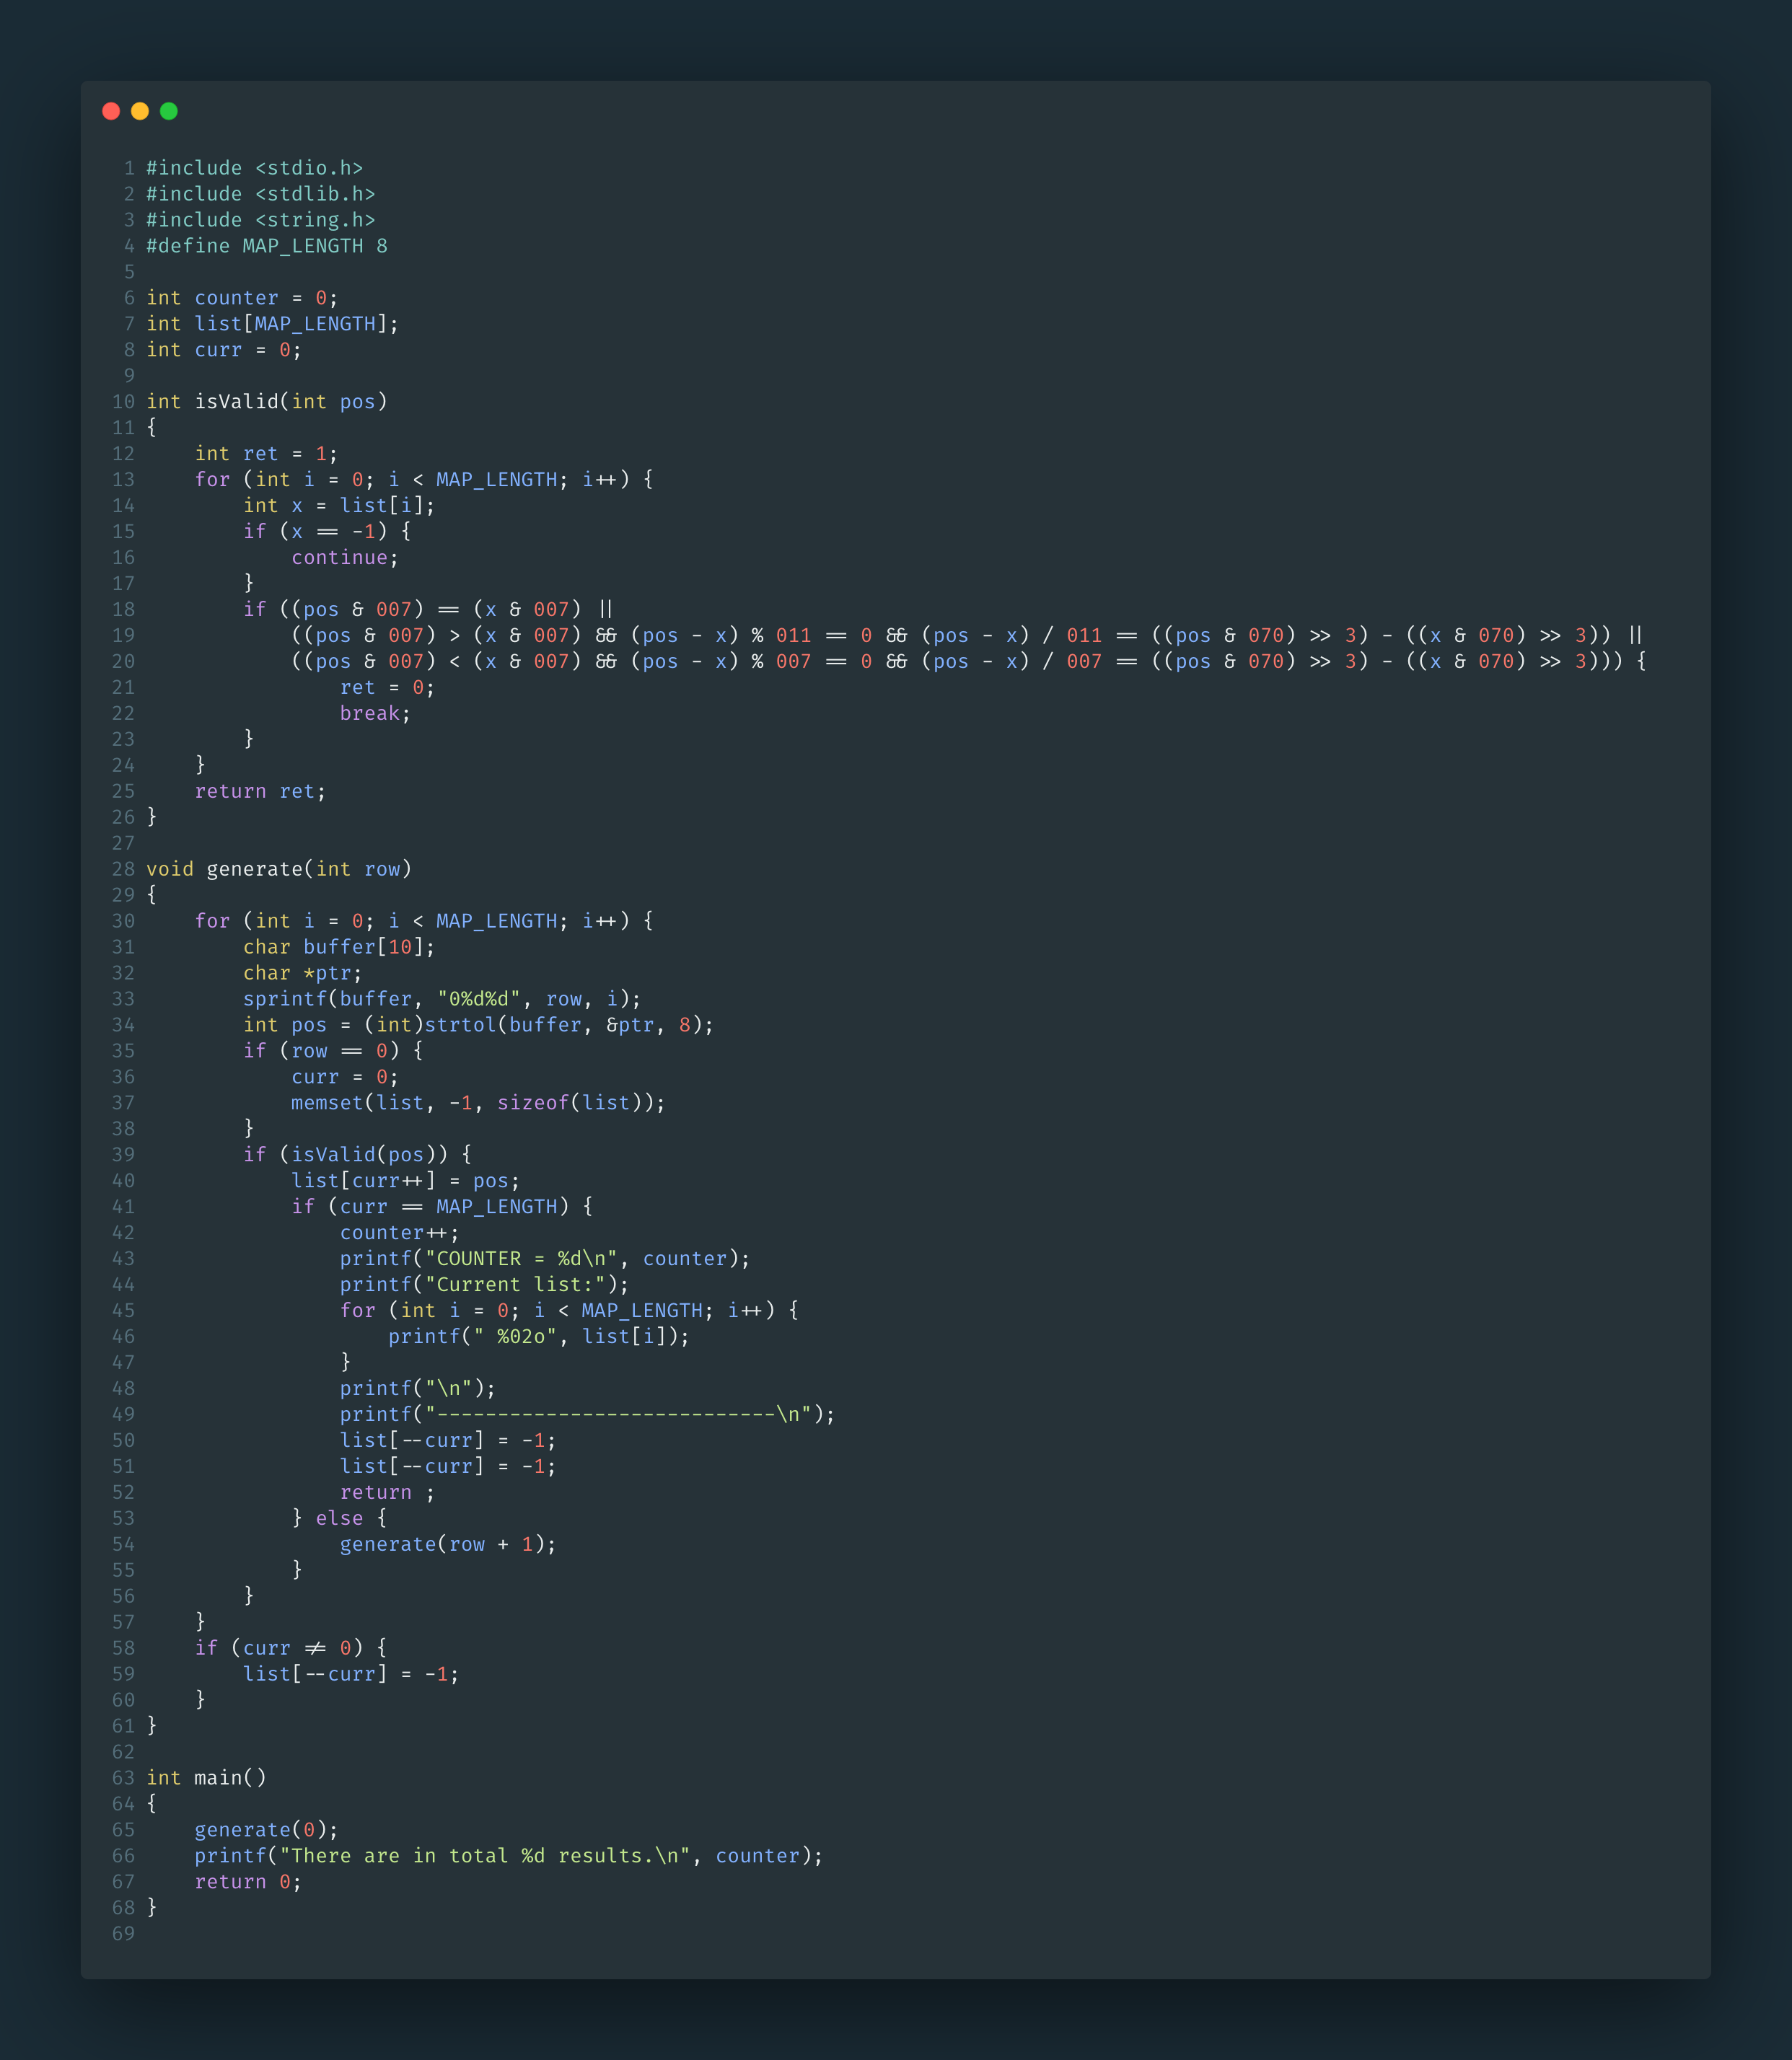 1 #include <stdio.h>
2 #include <stdlib.h>
3 #include <string.h>
4 #define MAP_LENGTH 8
5
6 int counter = 0;
7 int list[MAP_LENGTH];
8 int curr = 0;
9
10 int isValid(int pos)
11 {
12     int ret = 1;
13     for (int i = 0; i < MAP_LENGTH; i++) {
14         int x = list[i];
15         if (x == -1) {
16             continue;
17         }
18         if ((pos & 007) == (x & 007) ||
19             ((pos & 007) > (x & 007) && (pos - x) % 011 == 0 && (pos - x) / 011 == ((pos & 070) >> 3) - ((x & 070) >> 3)) ||
20             ((pos & 007) < (x & 007) && (pos - x) % 007 == 0 && (pos - x) / 007 == ((pos & 070) >> 3) - ((x & 070) >> 3))) {
21                 ret = 0;
22                 break;
23         }
24     }
25     return ret;
26 }
27
28 void generate(int row)
29 {
30     for (int i = 0; i < MAP_LENGTH; i++) {
31         char buffer[10];
32         char *ptr;
33         sprintf(buffer, "0%d%d", row, i);
34         int pos = (int)strtol(buffer, &ptr, 8);
35         if (row == 0) {
36             curr = 0;
37             memset(list, -1, sizeof(list));
38         }
39         if (isValid(pos)) {
40             list[curr++] = pos;
41             if (curr == MAP_LENGTH) {
42                 counter++;
43                 printf("COUNTER = %d\n", counter);
44                 printf("Current list:");
45                 for (int i = 0; i < MAP_LENGTH; i++) {
46                     printf(" %02o", list[i]);
47                 }
48                 printf("\n");
49                 printf("----------------------------\n");
50                 list[--curr] = -1;
51                 list[--curr] = -1;
52                 return ;
53             } else {
54                 generate(row + 1);
55             }
56         }
57     }
58     if (curr != 0) {
59         list[--curr] = -1;
60     }
61 }
62
63 int main()
64 {
65     generate(0);
66     printf("There are in total %d results.\n", counter);
67     return 0;
68 }
69